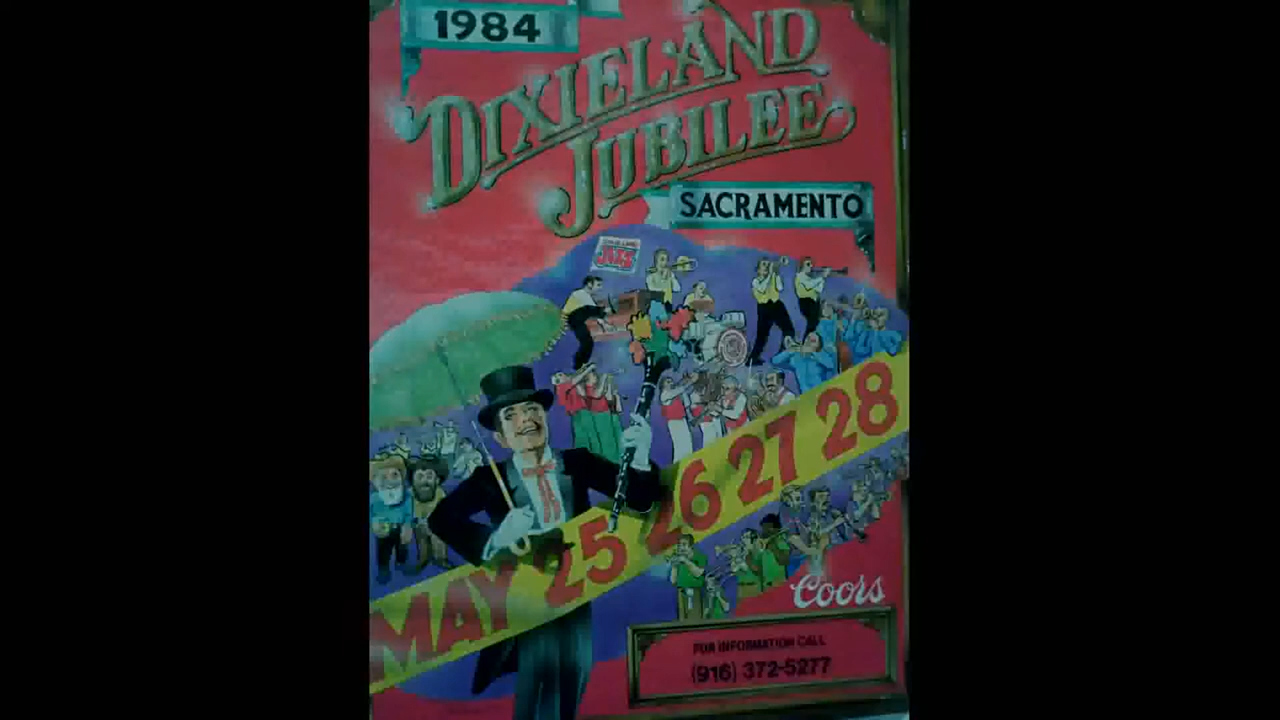 1984
DIXIELAND
JUBILEE
SACRAMENTO
JAZZ
MAY 25 26 27 28
Coors
FOR INFORMATION CALL
(916) 372-5277